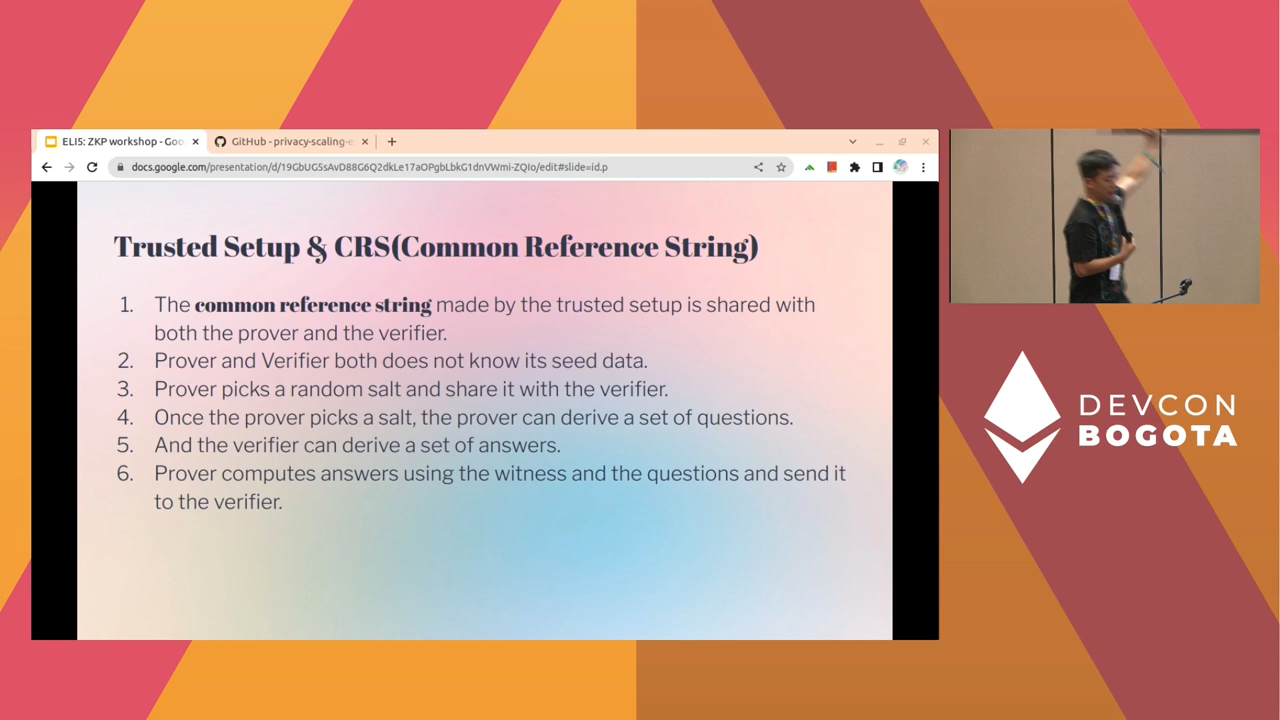 ELI5: ZKP workshop - Goo
GitHub - privacy-scaling-e
docs.google.com/presentation/d/19GbUG5sAvD88G6Q2dkLe17aOPgbLbkG1dnVWmi-ZQIo/edit#slide=id.p
Trusted Setup & CRS(Common Reference String)
1. The common reference string made by the trusted setup is shared with
both the prover and the verifier.
2. Prover and Verifier both does not know its seed data.
3. Prover picks a random salt and share it with the verifier.
4. Once the prover picks a salt, the prover can derive a set of questions.
5. And the verifier can derive a set of answers.
6. Prover computes answers using the witness and the questions and send it
to the verifier.
DEVCON
BOGOTA